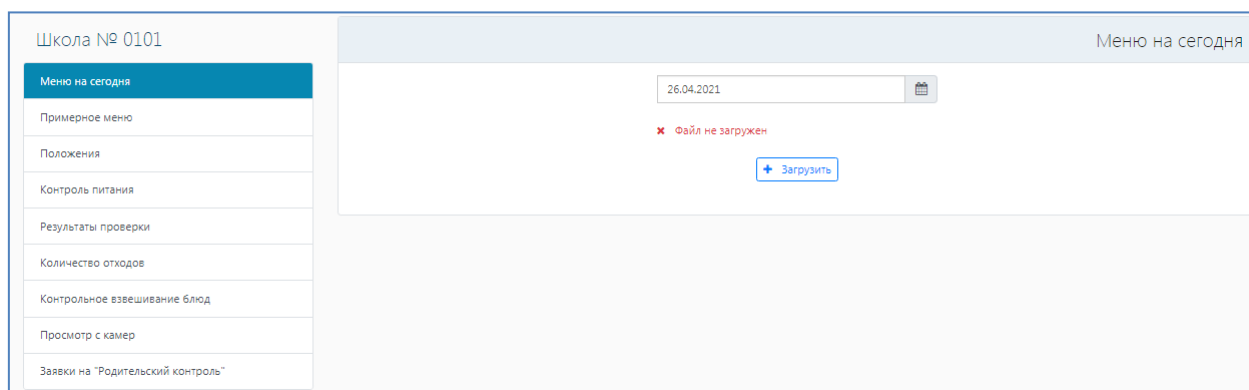 Школа № 0101
Меню на сегодня
Примерное меню
Положения
Контроль питания
Результаты проверки
Количество отходов
Контрольное взвешивание блюд
Просмотр с камер
Заявки на "Родительский контроль"
Меню на сегодня
26.04.2021
Файл не загружен
Загрузить